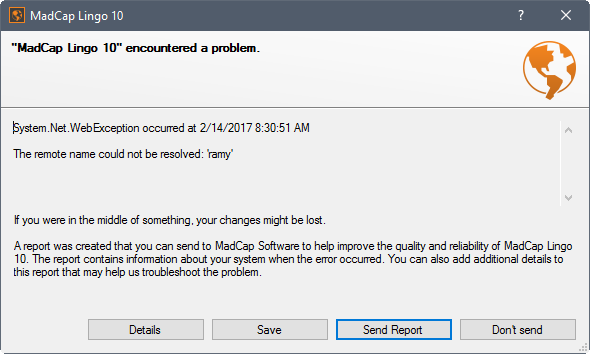 MadCap Lingo 10
?
"MadCap Lingo 10" encountered a problem.
System.Net.WebException occurred at 2/14/2017 8:30:51 AM
The remote name could not be resolved: 'ramy'
If you were in the middle of something, your changes might be lost.
A report was created that you can send to MadCap Software to help improve the quality and reliability of MadCap Lingo
10. The report contains information about your system when the error occurred. You can also add additional details to
this report that may help us troubleshoot the problem.
Details
Save
Send Report
Don't send